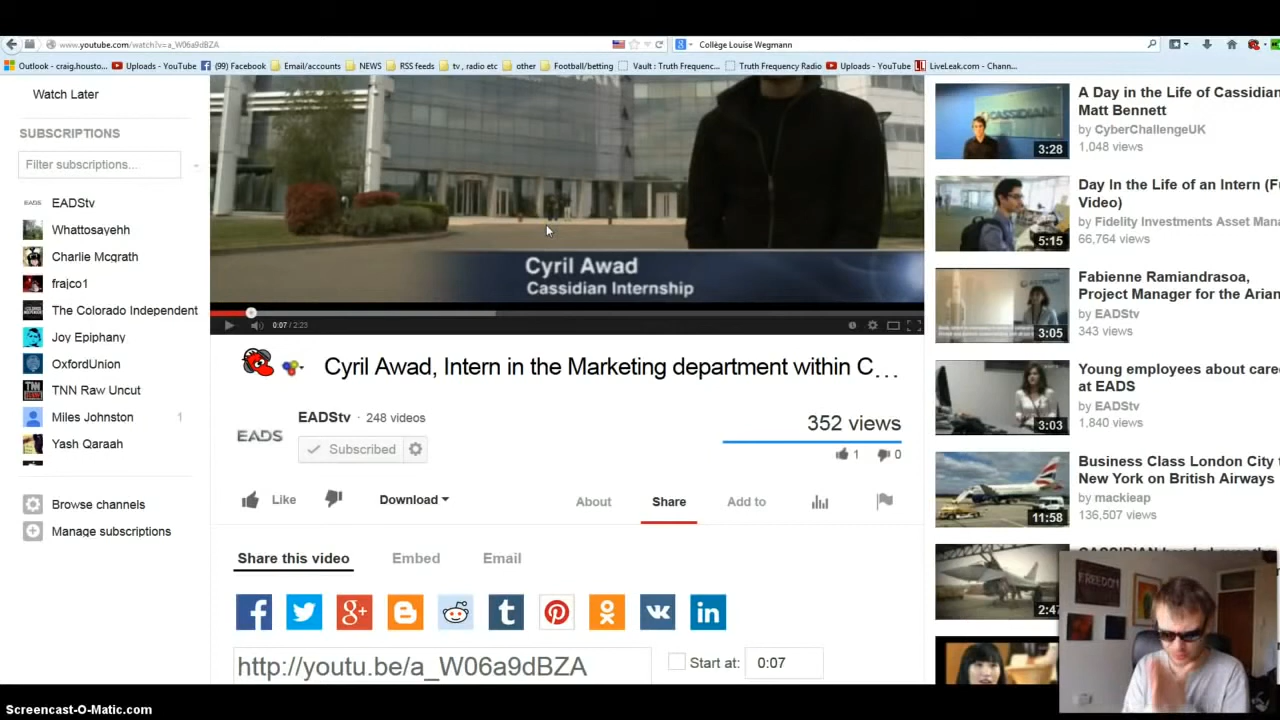 www.youtube.com/watch?v=a_W06a9dBZA
Collège Louise Wegmann
Outlook - craig.housto...
Uploads - YouTube
(99) Facebook
Email/accounts
NEWS
RSS feeds
tv , radio etc
other
Football/betting
Vault : Truth Frequenc...
Truth Frequency Radio
Uploads - YouTube
LiveLeak.com - Chann...
Watch Later
SUBSCRIPTIONS
Filter subscriptions...
EADS
EADStv
Whattosayehh
Charlie Mcgrath
frajco1
The Colorado Independent
Joy Epiphany
OxfordUnion
TNN
TNN Raw Uncut
Miles Johnston
1
Yash Qaraah
Browse channels
Manage subscriptions
Cyril Awad
Cassidian Internship
0:07 / 2:23
Cyril Awad, Intern in the Marketing department within C...
EADS
EADStv · 248 videos
Subscribed
352 views
1
0
Like
Download
About
Share
Add to
Share this video
Embed
Email
http://youtu.be/a_W06a9dBZA
Start at:
0:07
CASSIDIAN
3:28
A Day in the Life of Cassidian
Matt Bennett
by CyberChallengeUK
1,048 views
5:15
Day In the Life of an Intern (Fu
Video)
by Fidelity Investments Asset Mana
66,764 views
3:05
Fabienne Ramiandrasoa,
Project Manager for the Arian
by EADStv
343 views
3:03
Young employees about caree
at EADS
by EADStv
1,840 views
11:58
Business Class London City t
New York on British Airways
by mackieap
136,507 views
2:47
FREEDOM
Screencast-O-Matic.com